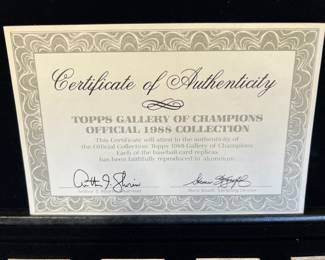 Certificate of Authenticity
TOPPS GALLERY OF CHAMPIONS
OFFICIAL 1988 COLLECTION
This Certificate will attest to the authenticity of
the Official Collection: Topps 1988 Gallery of Champions.
Each of the baseball card replicas
has been faithfully reproduced in aluminum.
Arthur T. Shorin